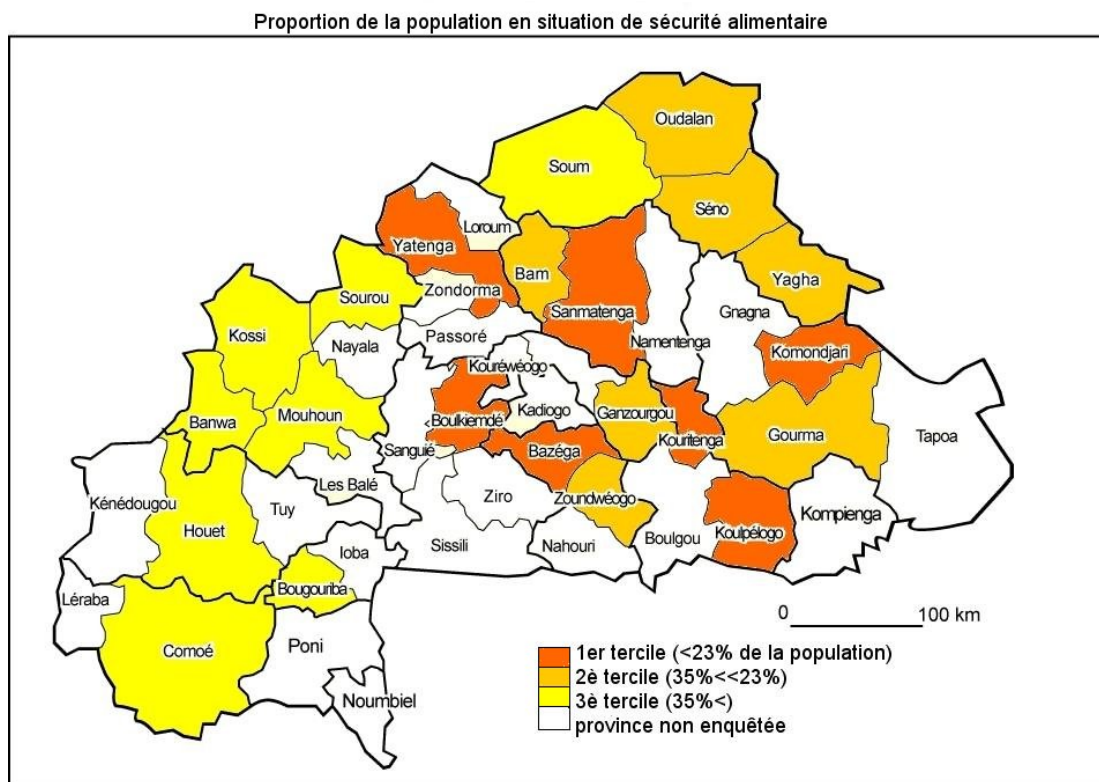 Proportion de la population en situation de sécurité alimentaire
Oudalan
Soum
Séno
Loroum
Yatenga
Bam
Yagha
Zondorma
Sourou
Sanmatenga
Gnagna
Kossi
Nayala
Passoré
Namentenga
Komondjari
Kouréwéogo
Banwa
Mouhoun
Boulkiemdé
Kadiogo
Ganzourgou
Kouritenga
Gourma
Tapoa
Sanguié
Bazéga
Les Balé
Ziro
Zoundwéogo
Kénédougou
Tuy
Houet
Kompienga
Koulpélogo
Boulgou
Sissili
Nahouri
Ioba
Bougouriba
Léraba
Comoé
Poni
Noumbiel
0 100 km
1er tercile (<23% de la population)
2è tercile (35%<<23%)
3è tercile (35%<)
province non enquêtée